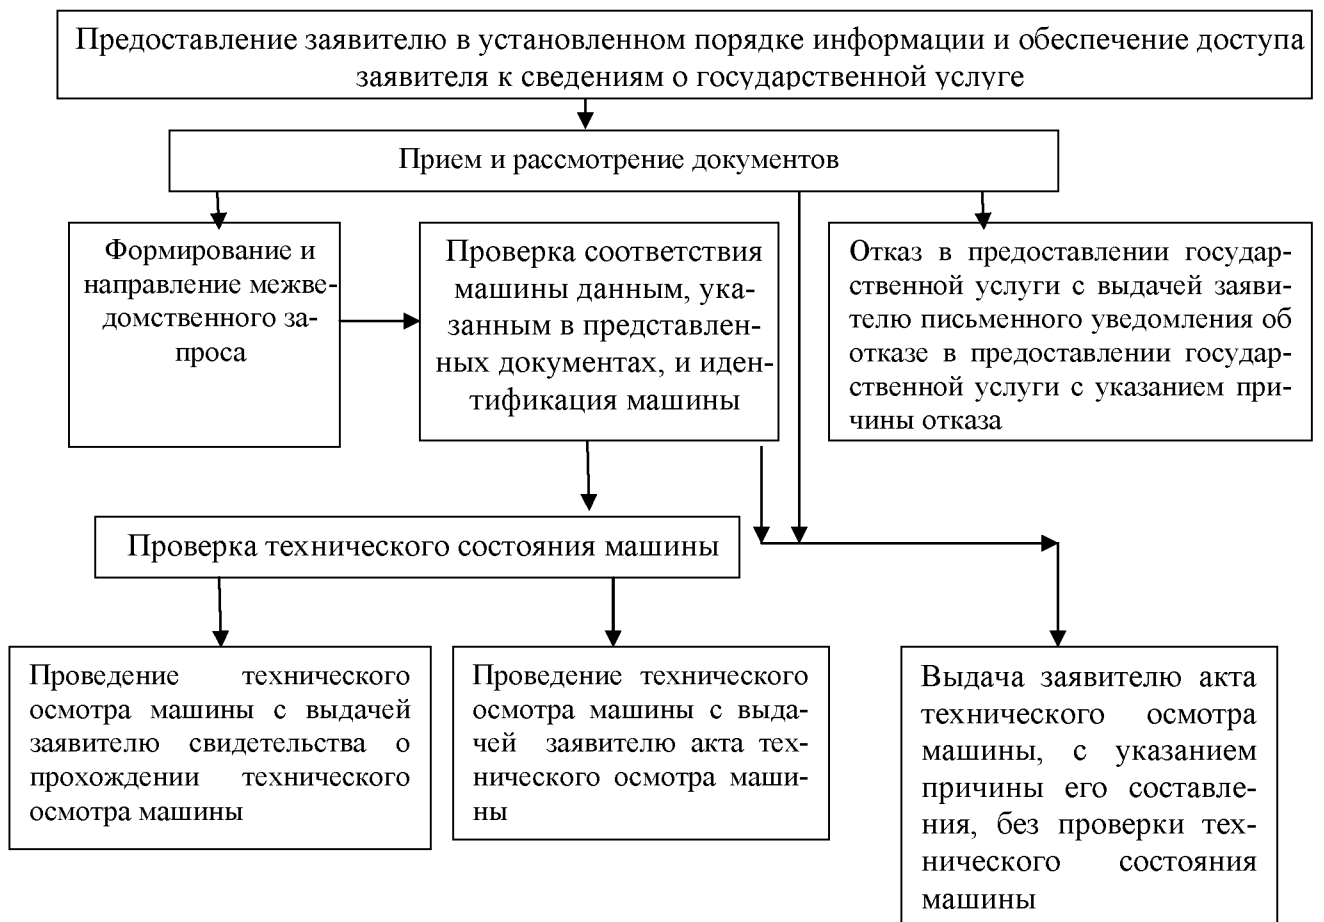 Предоставление заявителю в установленном порядке информации и обеспечение доступа
заявителя к сведениям о государственной услуге
Прием и рассмотрение документов
Формирование и
направление межве-
домственного за-
проса
Проверка соответствия
машины данным, ука-
занным в представлен-
ных документах, и иден-
тификация машины
Отказ в предоставлении государ-
ственной услуги с выдачей заяви-
телю письменного уведомления об
отказе в предоставлении государ-
ственной услуги с указанием при-
чины отказа
Проверка технического состояния машины
Проведение технического
осмотра машины с выдачей
заявителю свидетельства о
прохождении технического
осмотра машины
Проведение технического
осмотра машины с выда-
чей заявителю акта тех-
нического осмотра маши-
ны
Выдача заявителю акта
технического осмотра
машины, с указанием
причины его составле-
ния, без проверки тех-
нического состояния
машины